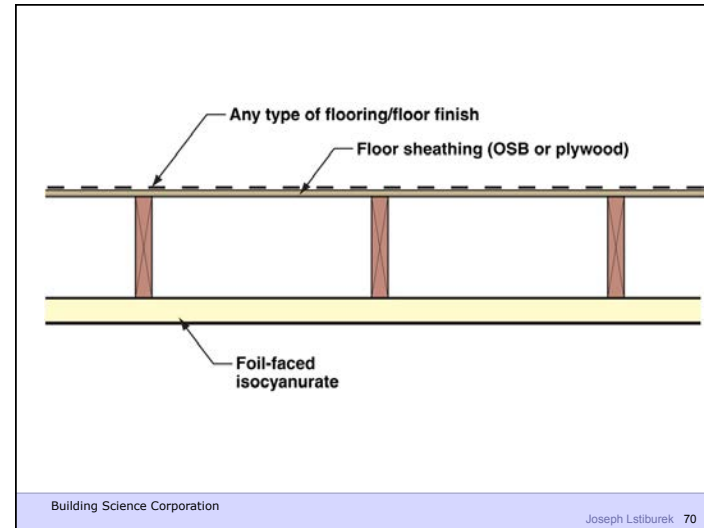 Any type of flooring/floor finish
Floor sheathing (OSB or plywood)
Foil-faced
isocyanurate
Building Science Corporation
Joseph Lstiburek 70